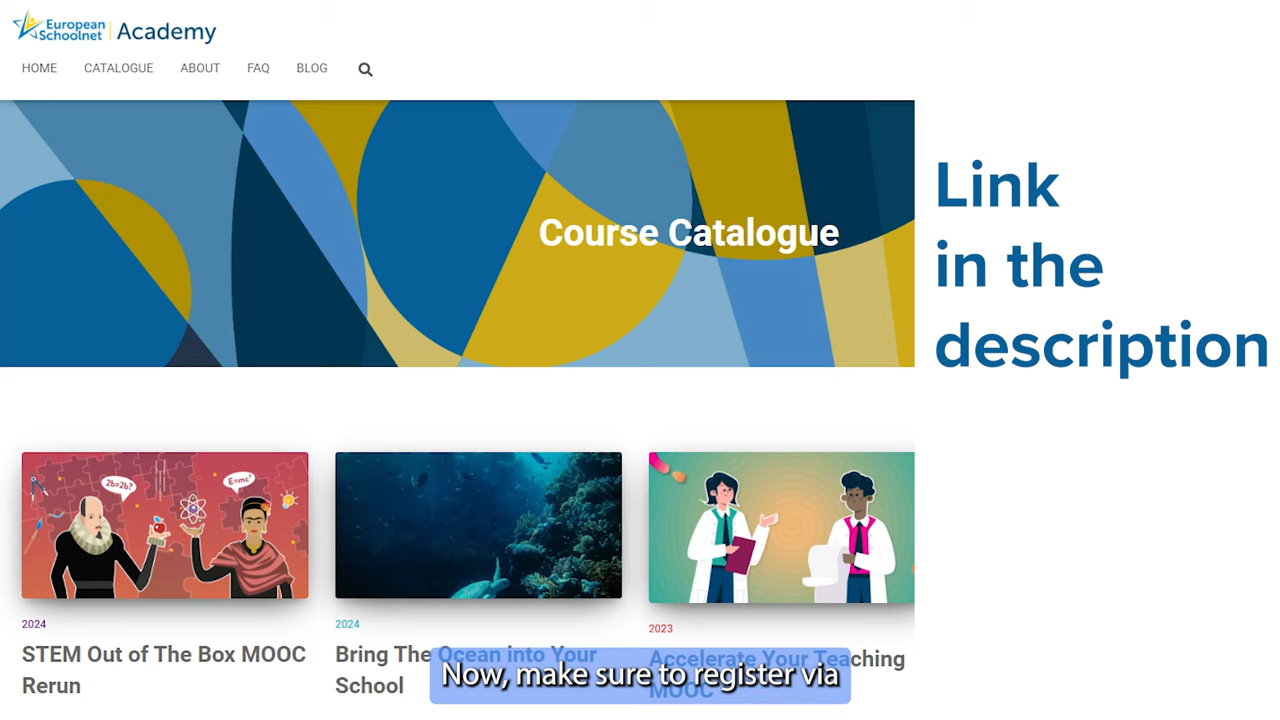 European
Schoolnet
Academy
HOME CATALOGUE ABOUT FAQ BLOG
Course Catalogue
Link
in the
description
2b=2b?
E=mc²
2024
STEM Out of The Box MOOC
Rerun
2024
Bring The Ocean into Your
School
2023
Accelerate Your Teaching
MOOC
Now, make sure to register via